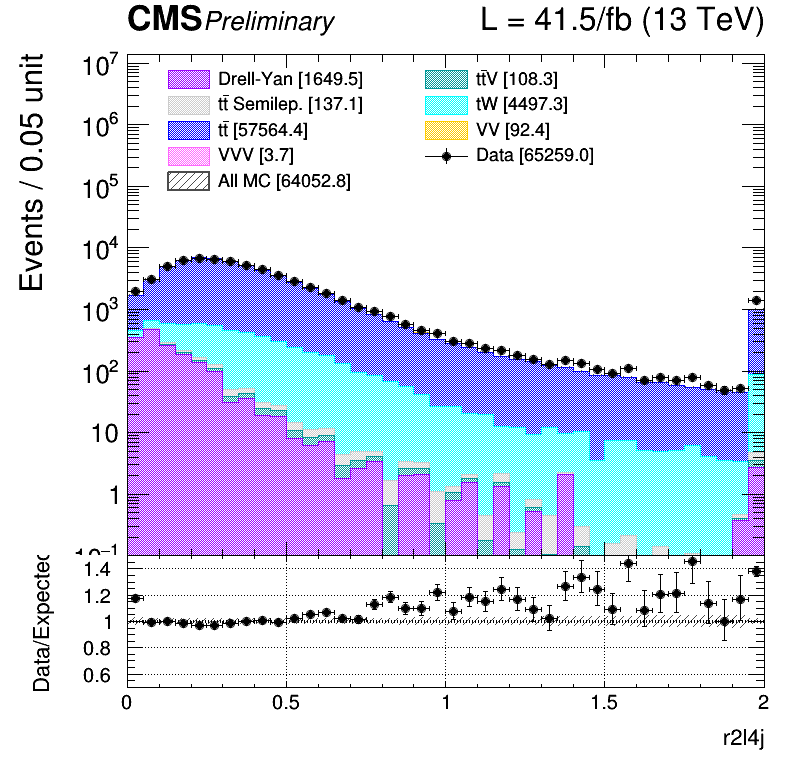 CMS Preliminary L = 41.5/fb (13 TeV)
Events / 0.05 unit
10⁷
10⁶
10⁵
10⁴
10³
10²
10
1
10⁻¹
Drell-Yan [1649.5]
tt̄ Semilep. [137.1]
tt̄ [57564.4]
VVV [3.7]
All MC [64052.8]
tt̄V [108.3]
tW [4497.3]
VV [92.4]
Data [65259.0]
Data/Expected
1.4
1.2
1
0.8
0.6
0 0.5 1 1.5 2
r2l4j